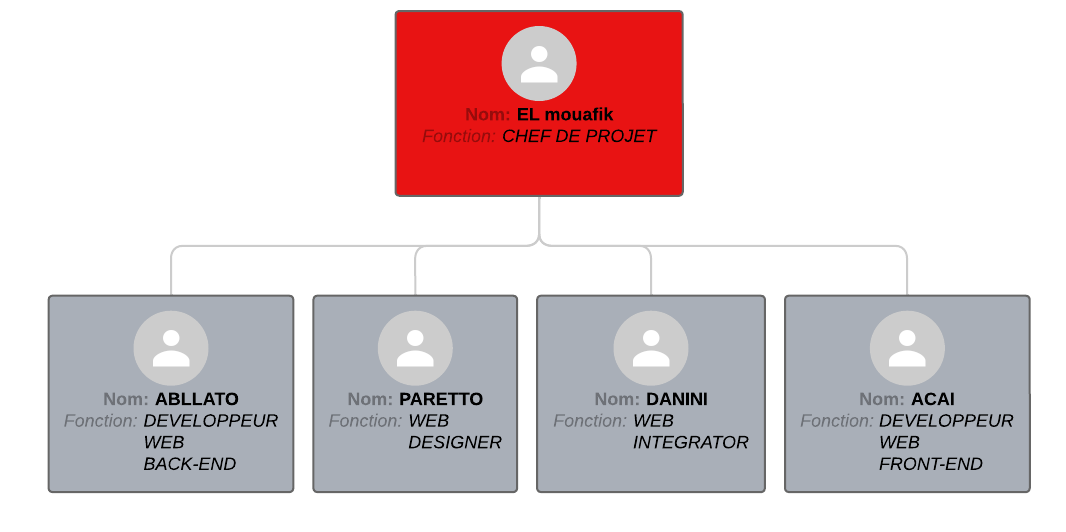 Nom: EL mouafik
Fonction: CHEF DE PROJET
Nom: ABLLATO
Fonction: DEVELOPPEUR
WEB
BACK-END
Nom: PARETTO
Fonction: WEB
DESIGNER
Nom: DANINI
Fonction: WEB
INTEGRATOR
Nom: ACAI
Fonction: DEVELOPPEUR
WEB
FRONT-END